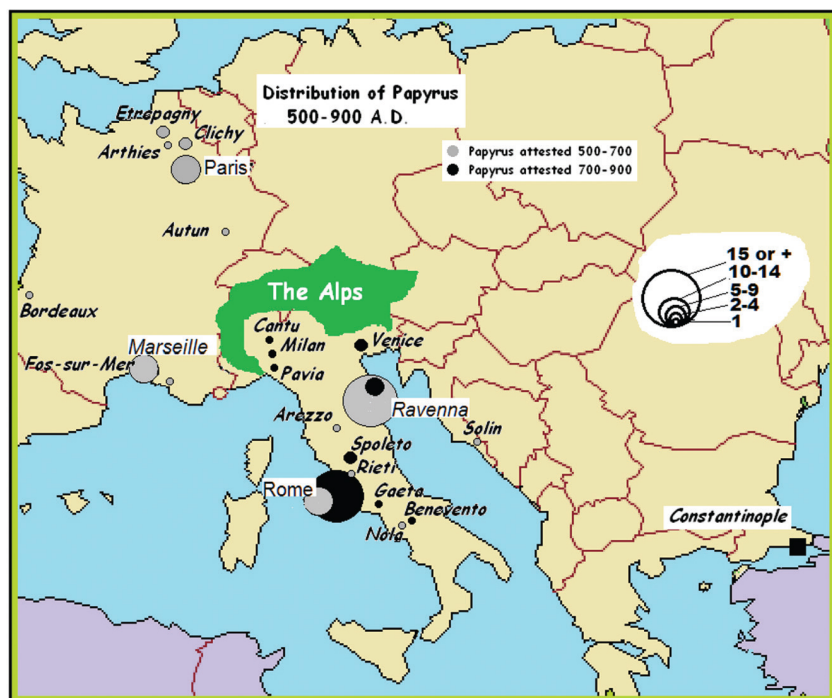 Distribution of Papyrus
500-900 A.D.
Papyrus attested 500-700
Papyrus attested 700-900
15 or +
10-14
5-9
2-4
1
Etrepagny
Clichy
Arthies
Paris
Autun
Bordeaux
The Alps
Cantu
Milan
Pavia
Venice
Marseille
Fos-sur-Mer
Ravenna
Arezzo
Solin
Spoleto
Rieti
Rome
Gaeta
Benevento
Nola
Constantinople